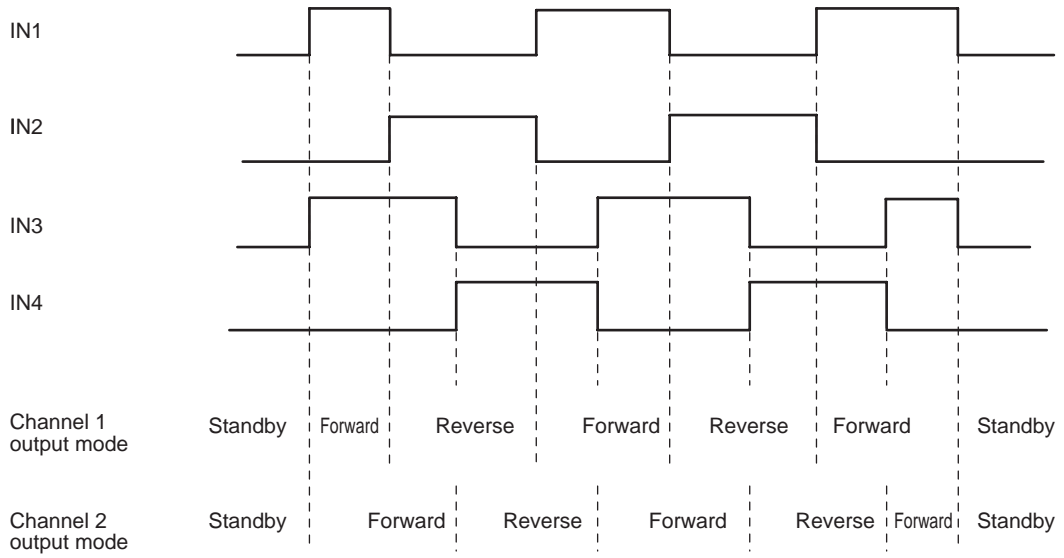 IN1
IN2
IN3
IN4
Channel 1
output mode
Standby Forward Reverse Forward Reverse Forward Standby
Channel 2
output mode
Standby Forward Reverse Forward Reverse Forward Standby